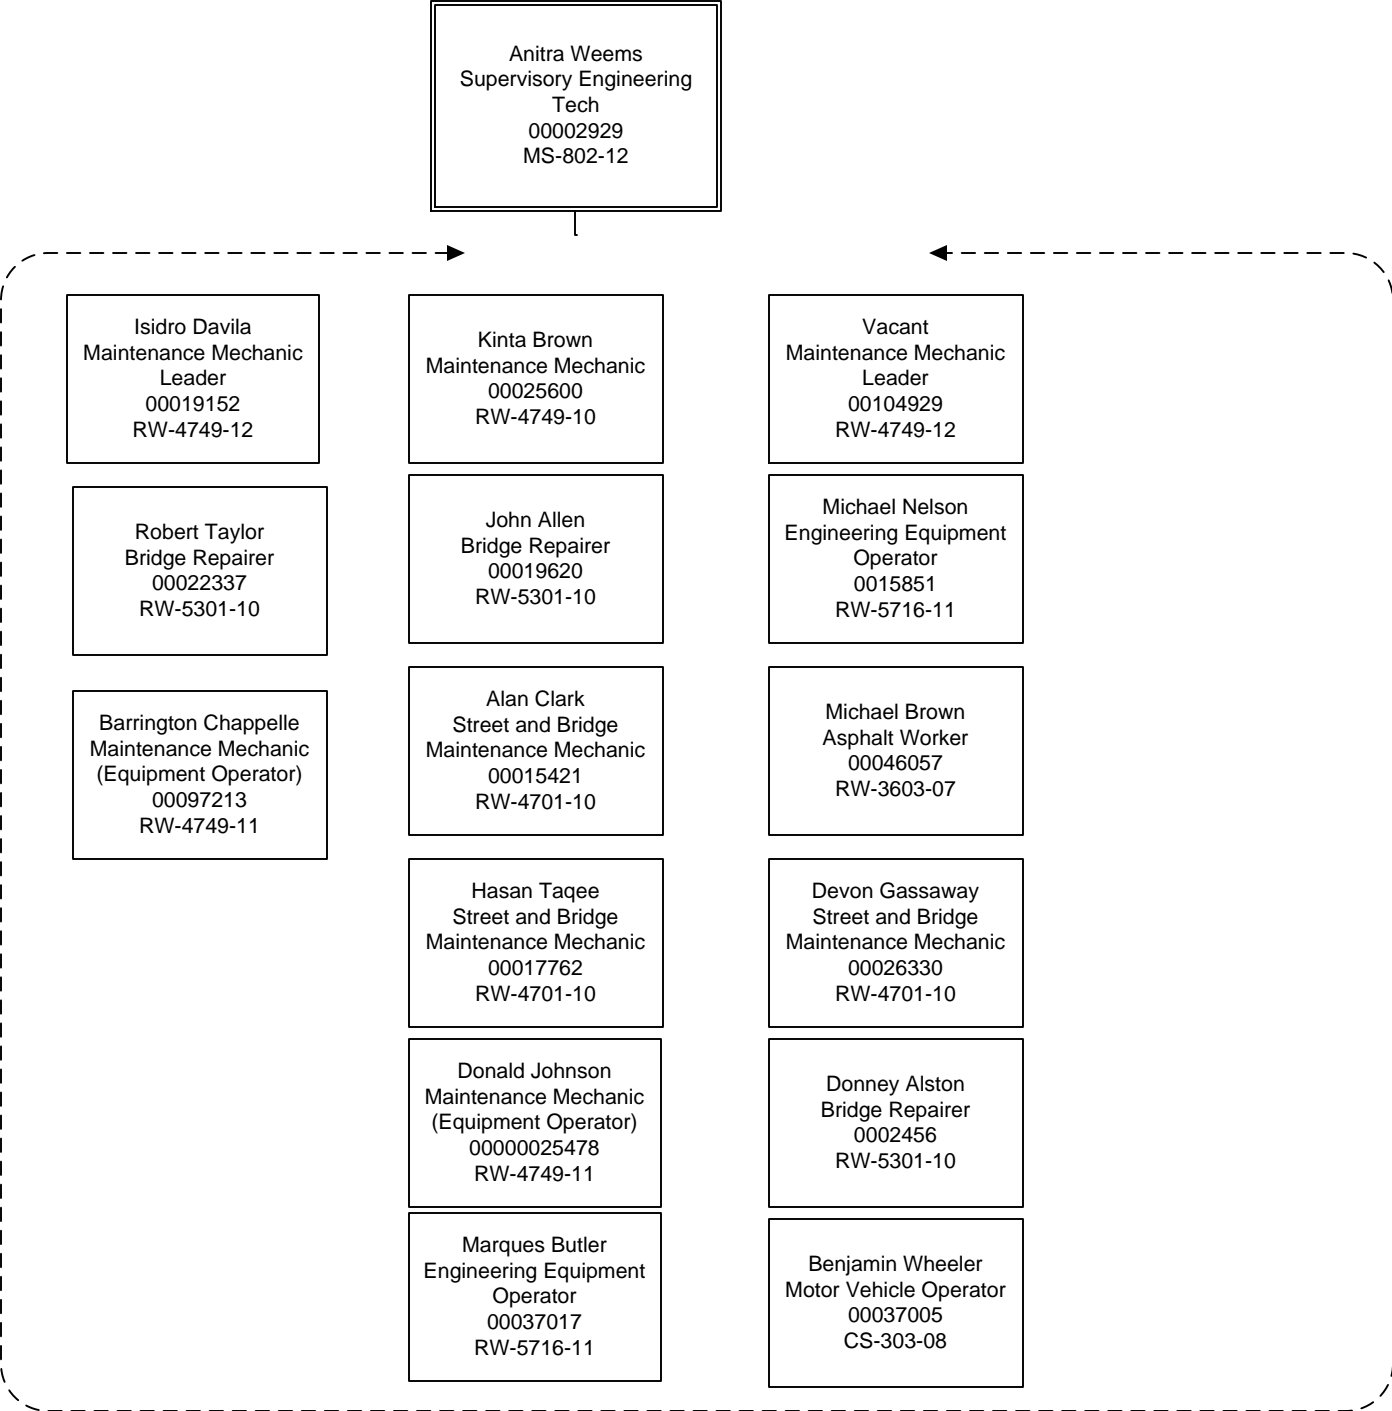 Anitra Weems
Supervisory Engineering
Tech
00002929
MS-802-12
Isidro Davila
Maintenance Mechanic
Leader
00019152
RW-4749-12
Robert Taylor
Bridge Repairer
00022337
RW-5301-10
Barrington Chappelle
Maintenance Mechanic
(Equipment Operator)
00097213
RW-4749-11
Kinta Brown
Maintenance Mechanic
00025600
RW-4749-10
John Allen
Bridge Repairer
00019620
RW-5301-10
Alan Clark
Street and Bridge
Maintenance Mechanic
00015421
RW-4701-10
Hasan Taqee
Street and Bridge
Maintenance Mechanic
00017762
RW-4701-10
Donald Johnson
Maintenance Mechanic
(Equipment Operator)
00000025478
RW-4749-11
Marques Butler
Engineering Equipment
Operator
00037017
RW-5716-11
Vacant
Maintenance Mechanic
Leader
00104929
RW-4749-12
Michael Nelson
Engineering Equipment
Operator
0015851
RW-5716-11
Michael Brown
Asphalt Worker
00046057
RW-3603-07
Devon Gassaway
Street and Bridge
Maintenance Mechanic
00026330
RW-4701-10
Donney Alston
Bridge Repairer
0002456
RW-5301-10
Benjamin Wheeler
Motor Vehicle Operator
00037005
CS-303-08